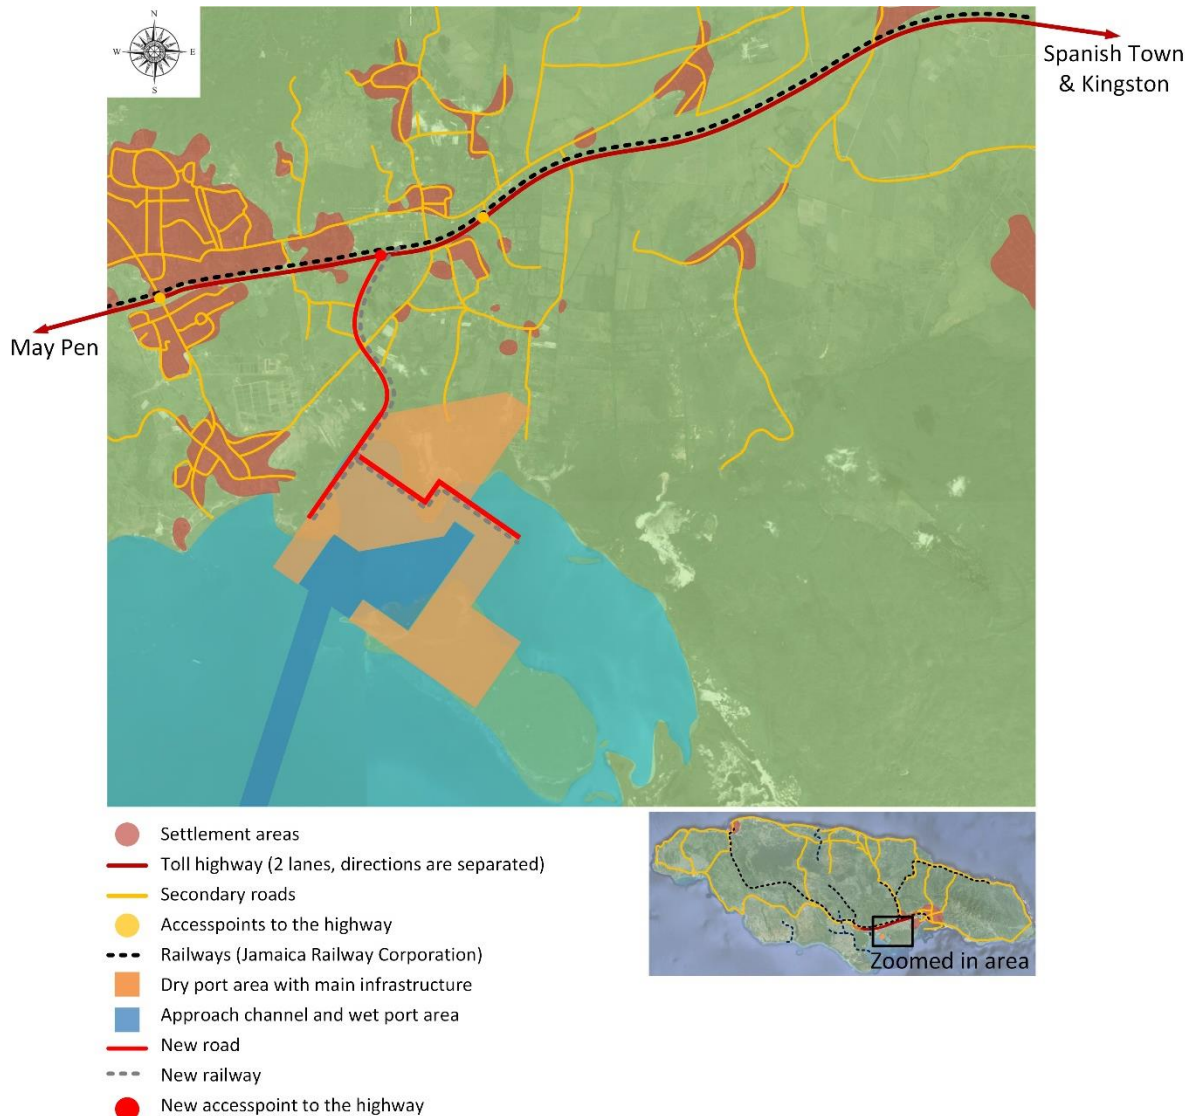 N
W
E
S
Spanish Town
& Kingston
May Pen
Settlement areas
Toll highway (2 lanes, directions are separated)
Secondary roads
Accesspoints to the highway
Railways (Jamaica Railway Corporation)
Dry port area with main infrastructure
Approach channel and wet port area
New road
New railway
New accesspoint to the highway
Zoomed in area